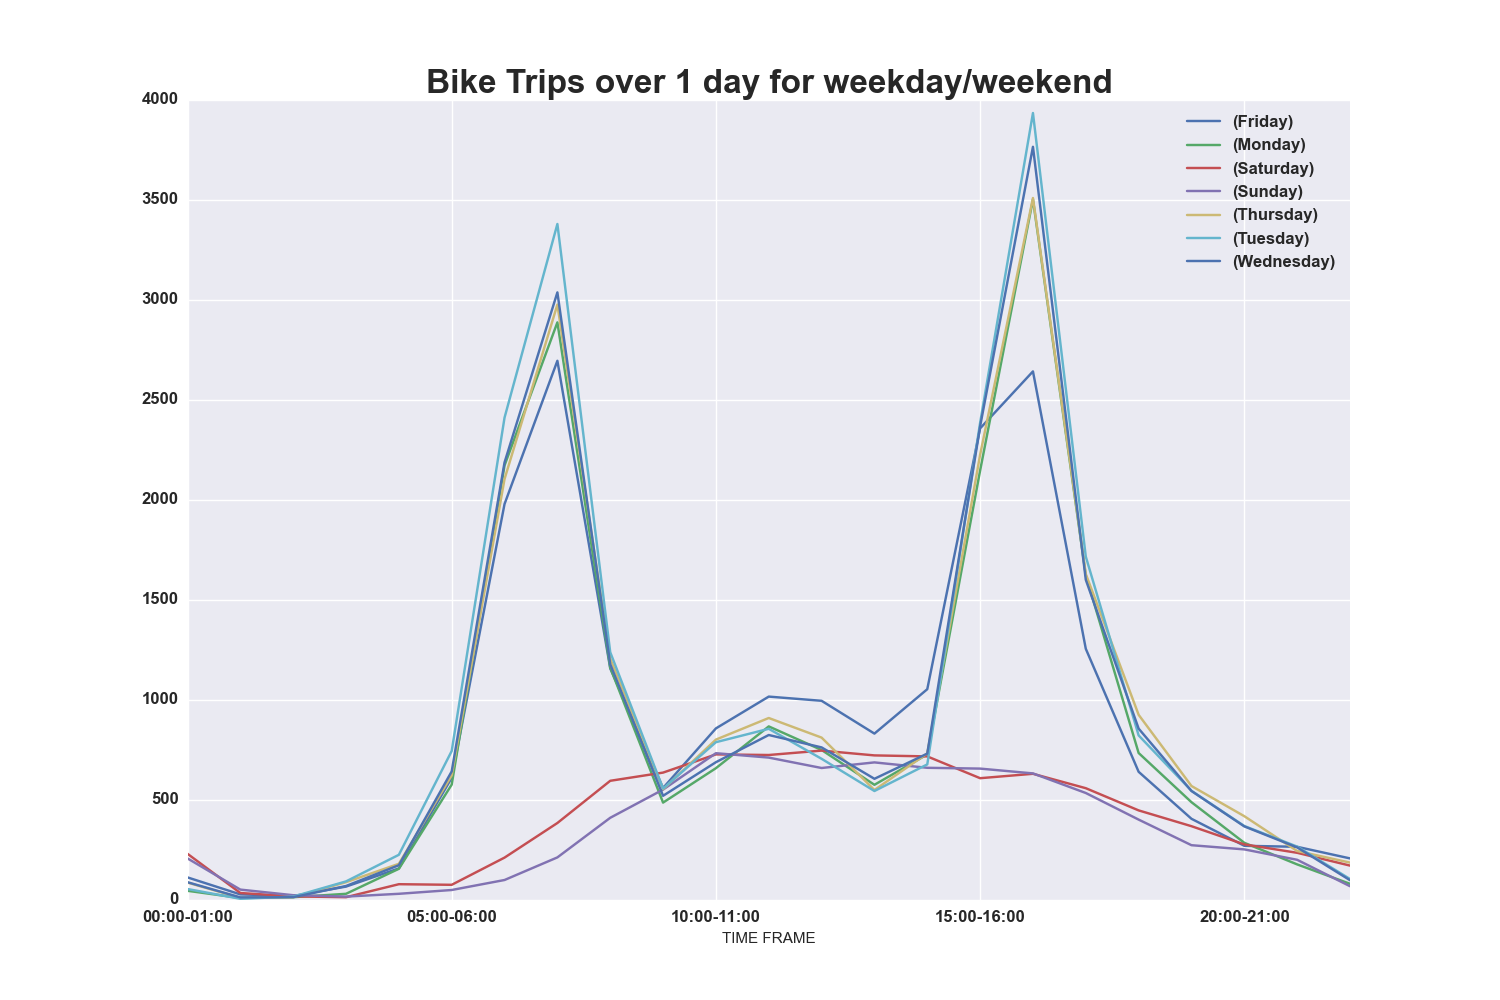 Bike Trips over 1 day for weekday/weekend
4000
3500
3000
2500
2000
1500
1000
500
0
(Friday)
(Monday)
(Saturday)
(Sunday)
(Thursday)
(Tuesday)
(Wednesday)
00:00-01:00 05:00-06:00 10:00-11:00 15:00-16:00 20:00-21:00
TIME FRAME